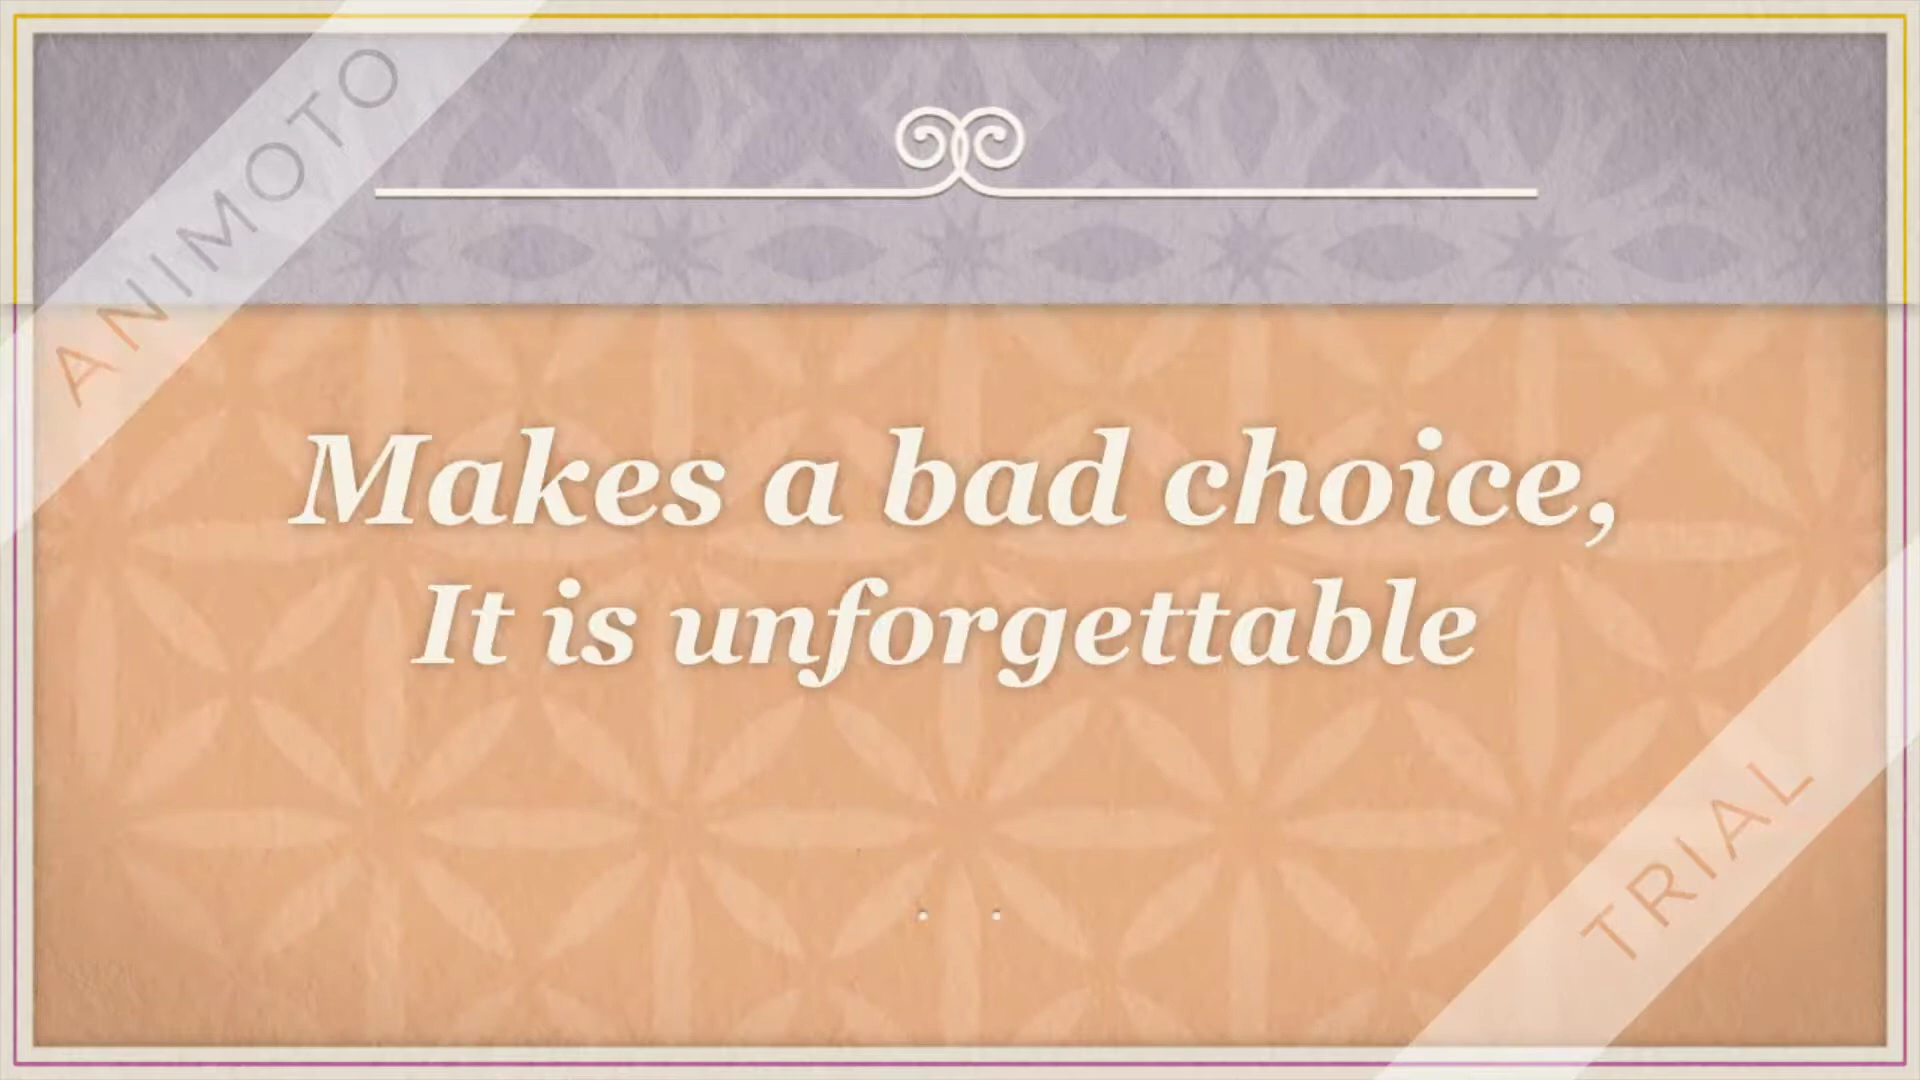 ANIMOTO
Makes a bad choice,
It is unforgettable
TRIAL